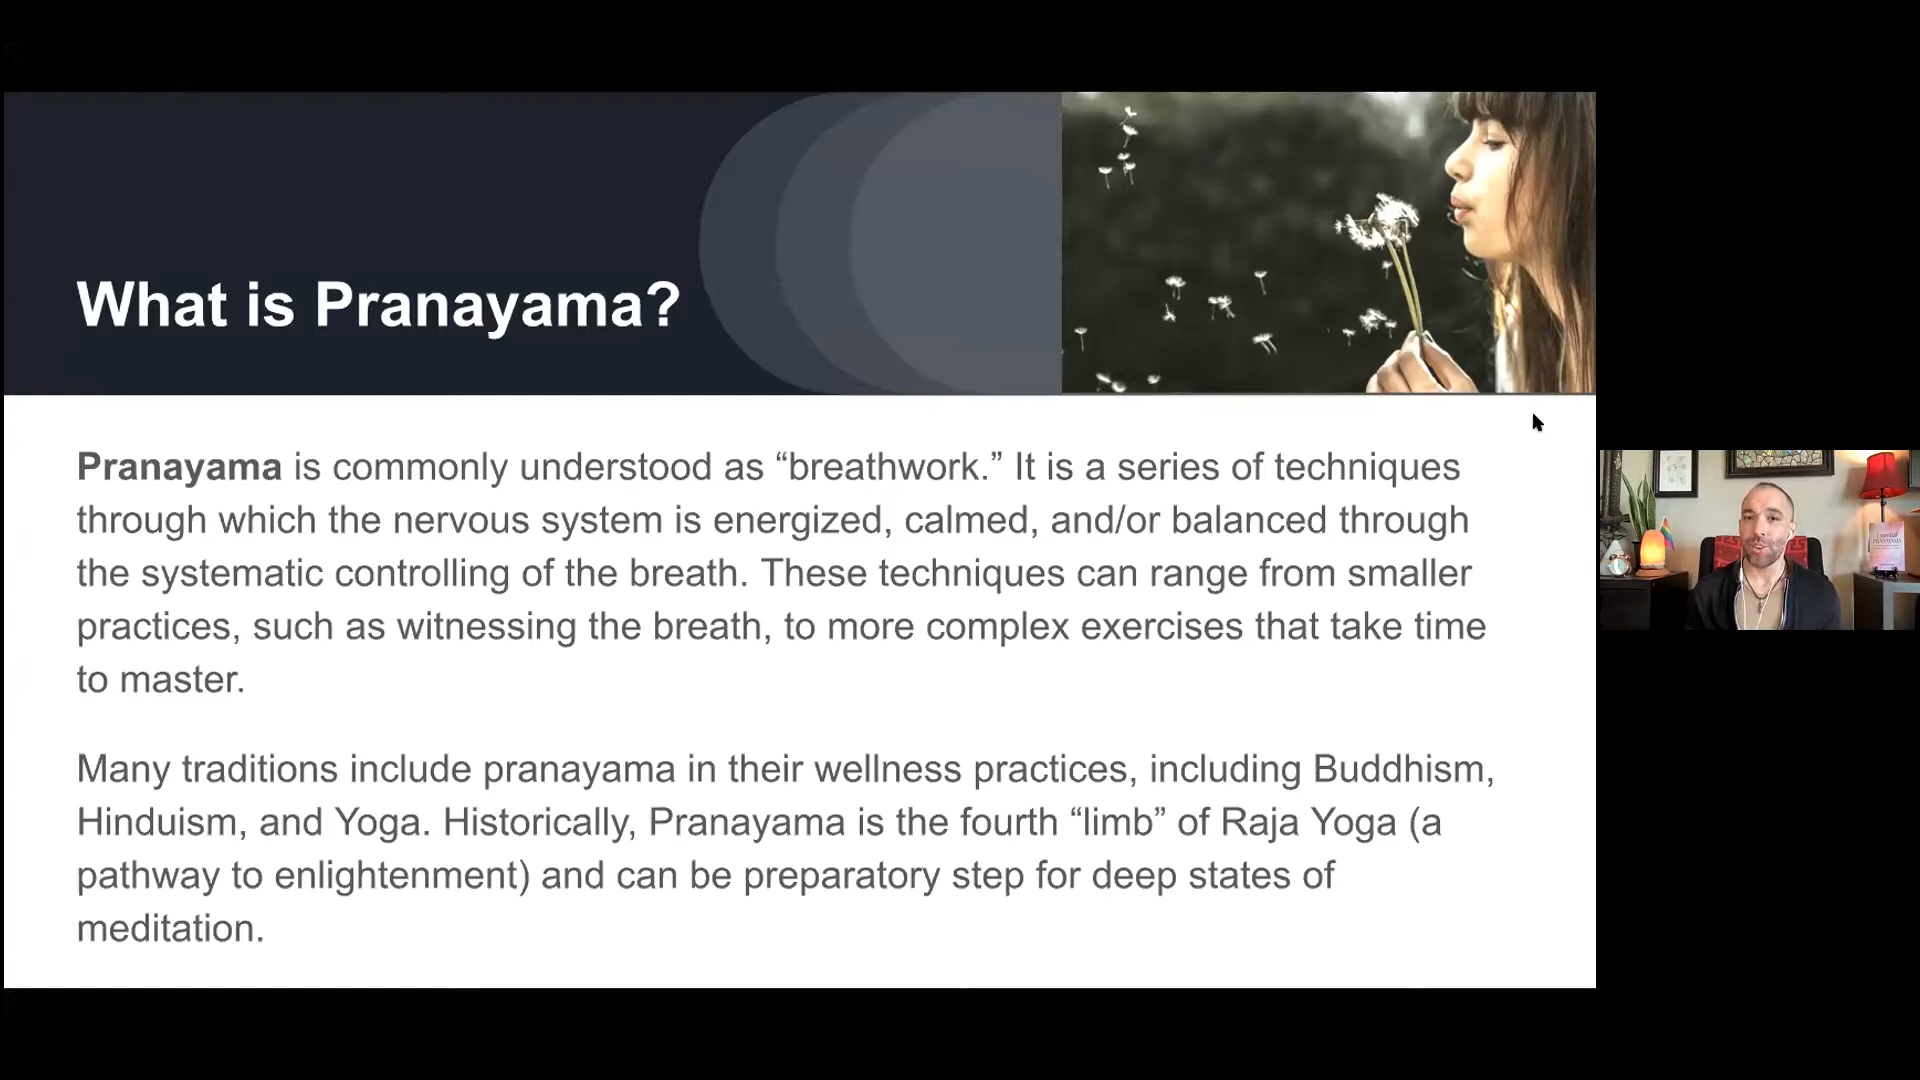 What is Pranayama?
Pranayama is commonly understood as “breathwork.” It is a series of techniques
through which the nervous system is energized, calmed, and/or balanced through
the systematic controlling of the breath. These techniques can range from smaller
practices, such as witnessing the breath, to more complex exercises that take time
to master.
Many traditions include pranayama in their wellness practices, including Buddhism,
Hinduism, and Yoga. Historically, Pranayama is the fourth “limb” of Raja Yoga (a
pathway to enlightenment) and can be preparatory step for deep states of
meditation.
Essential
PRANAYAMA